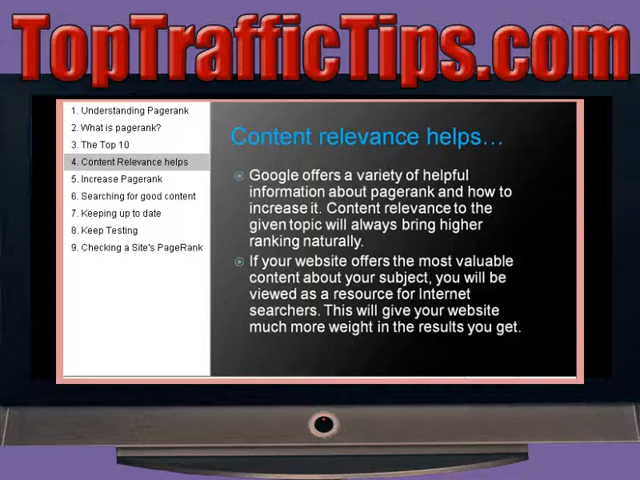 TopTrafficTips.com
1. Understanding Pagerank
2. What is pagerank?
3. The Top 10
4. Content Relevance helps
5. Increase Pagerank
6. Searching for good content
7. Keeping up to date
8. Keep Testing
9. Checking a Site's PageRank
Content relevance helps…
Google offers a variety of helpful
information about pagerank and how to
increase it. Content relevance to the
given topic will always bring higher
ranking naturally.
If your website offers the most valuable
content about your subject, you will be
viewed as a resource for Internet
searchers. This will give your website
much more weight in the results you get.